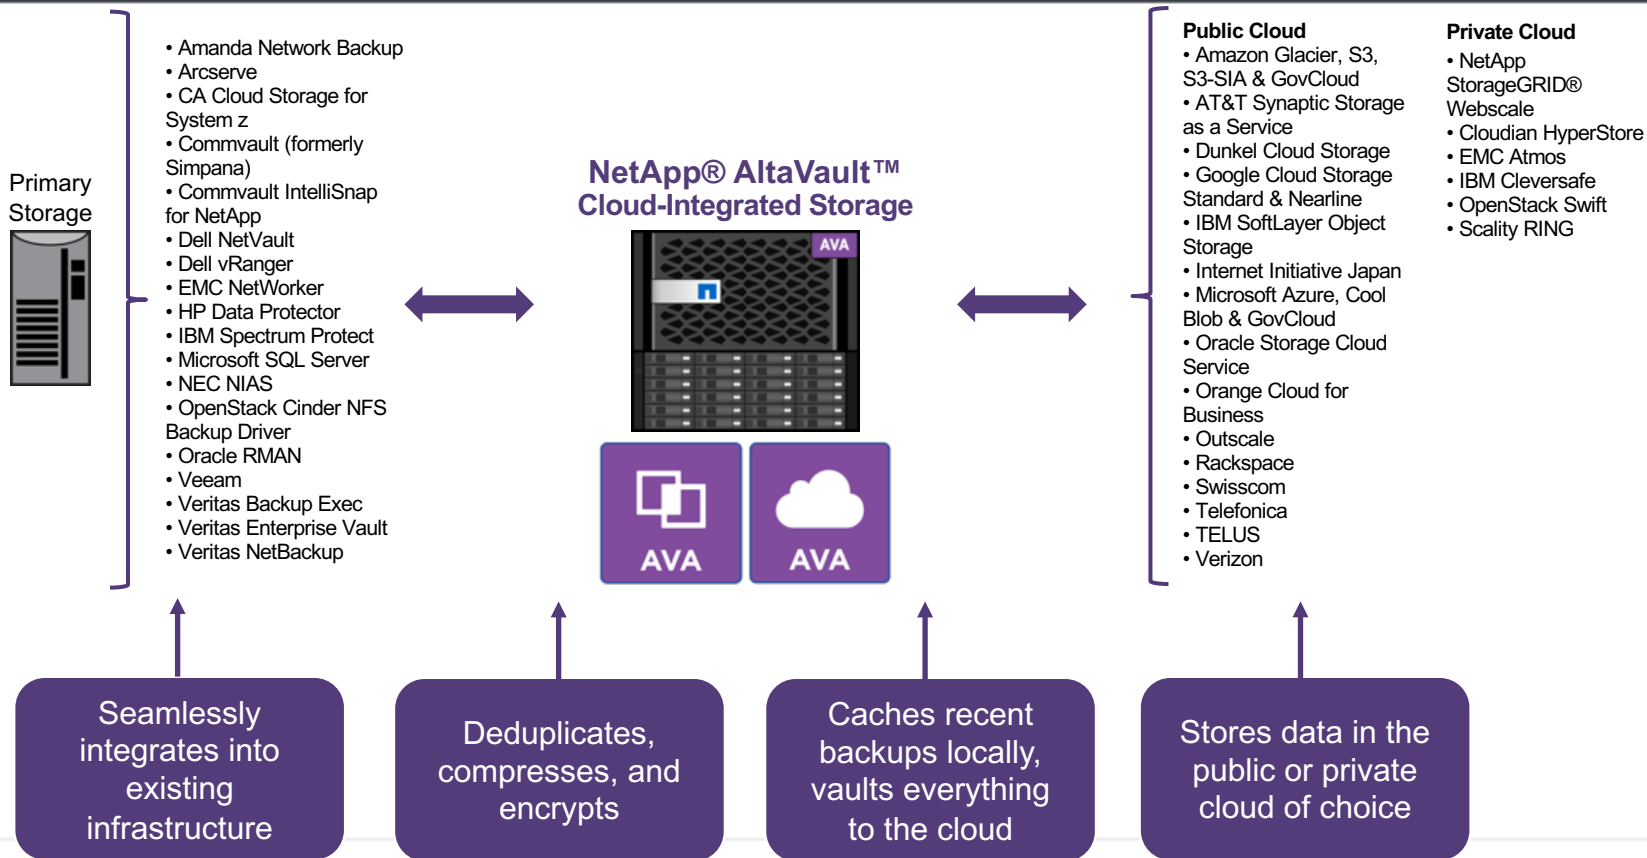 Primary
Storage
• Amanda Network Backup
• Arcserve
• CA Cloud Storage for
System z
• Commvault (formerly
Simpana)
• Commvault IntelliSnap
for NetApp
• Dell NetVault
• Dell vRanger
• EMC NetWorker
• HP Data Protector
• IBM Spectrum Protect
• Microsoft SQL Server
• NEC NIAS
• OpenStack Cinder NFS
Backup Driver
• Oracle RMAN
• Veeam
• Veritas Backup Exec
• Veritas Enterprise Vault
• Veritas NetBackup
NetApp® AltaVault™
Cloud-Integrated Storage
AVA
AVA
AVA
Public Cloud
• Amazon Glacier, S3,
S3-SIA & GovCloud
• AT&T Synaptic Storage
as a Service
• Dunkel Cloud Storage
• Google Cloud Storage
Standard & Nearline
• IBM SoftLayer Object
Storage
• Internet Initiative Japan
• Microsoft Azure, Cool
Blob & GovCloud
• Oracle Storage Cloud
Service
• Orange Cloud for
Business
• Outscale
• Rackspace
• Swisscom
• Telefonica
• TELUS
• Verizon
Private Cloud
• NetApp
StorageGRID®
Webscale
• Cloudian HyperStore
• EMC Atmos
• IBM Cleversafe
• OpenStack Swift
• Scality RING
Seamlessly
integrates into
existing
infrastructure
Deduplicates,
compresses, and
encrypts
Caches recent
backups locally,
vaults everything
to the cloud
Stores data in the
public or private
cloud of choice